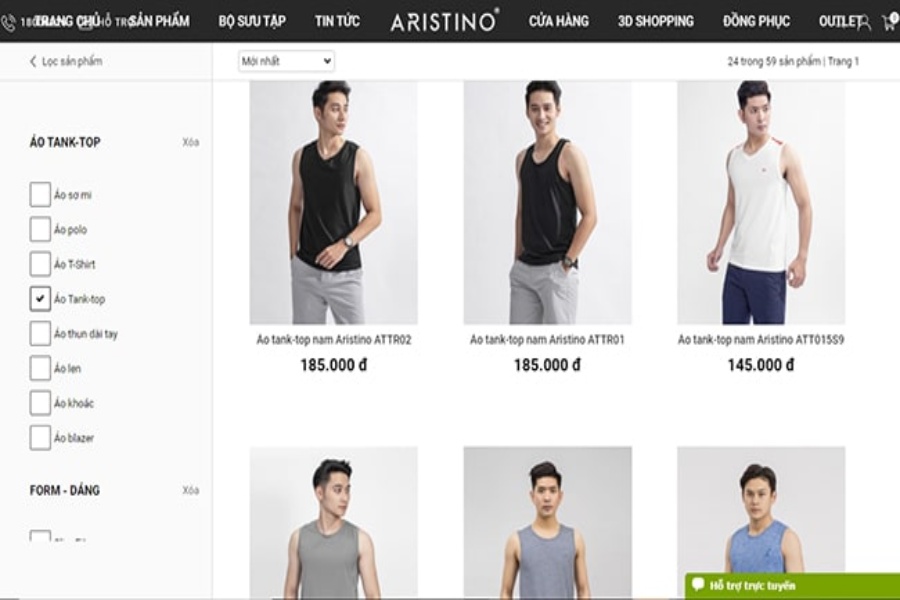 TRANG CHỦ SẢN PHẨM BỘ SƯU TẬP TIN TỨC ARISTINO® CỬA HÀNG 3D SHOPPING ĐỒNG PHỤC OUTLET
Lọc sản phẩm
Mới nhất
24 trong 59 sản phẩm | Trang 1
ÁO TANK-TOP Xóa
Áo sơ mi
Áo polo
Áo T-Shirt
Áo Tank-top
Áo thun dài tay
Áo len
Áo khoác
Áo blazer
FORM - DÁNG Xóa
Áo tank-top nam Aristino ATTR02
185.000 đ
Áo tank-top nam Aristino ATTR01
185.000 đ
Áo tank-top nam Aristino ATT015S9
145.000 đ
Hỗ trợ trực tuyến